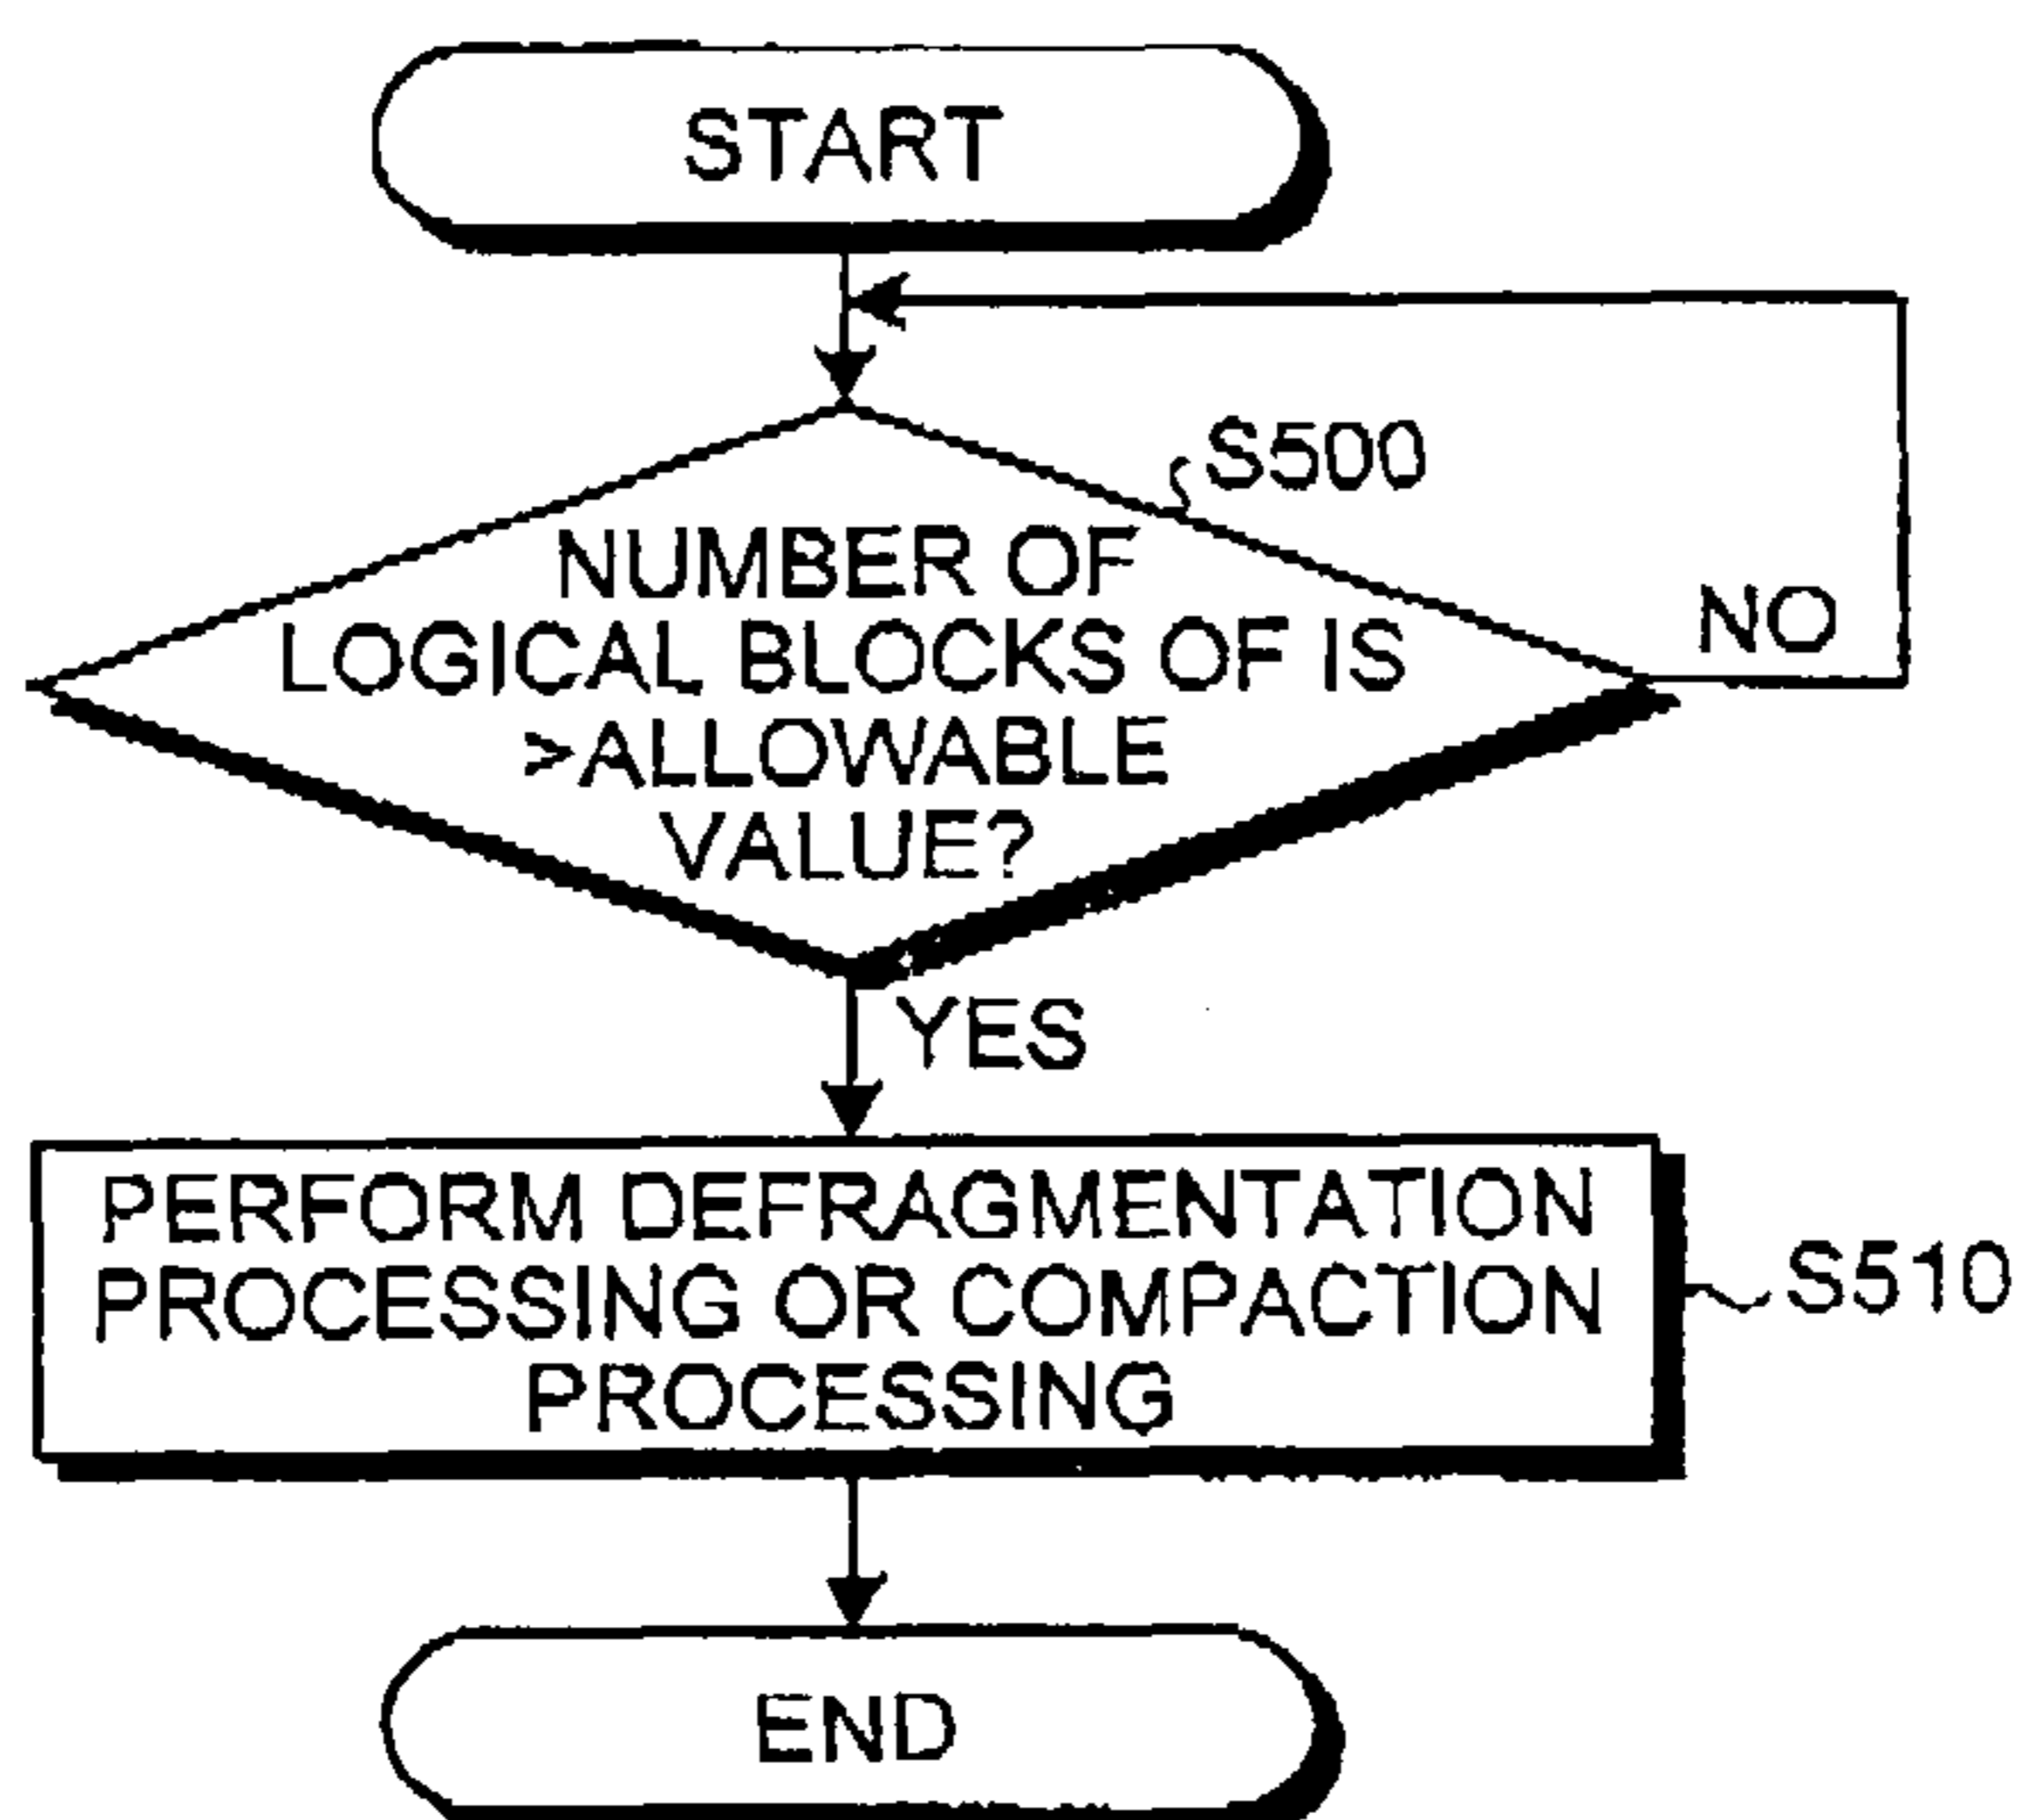 START
S500
NUMBER OF
LOGICAL BLOCKS OF IS
>ALLOWABLE
VALUE?
NO
YES
PERFORM DEFRAGMENTATION
PROCESSING OR COMPACTION
PROCESSING
S510
END